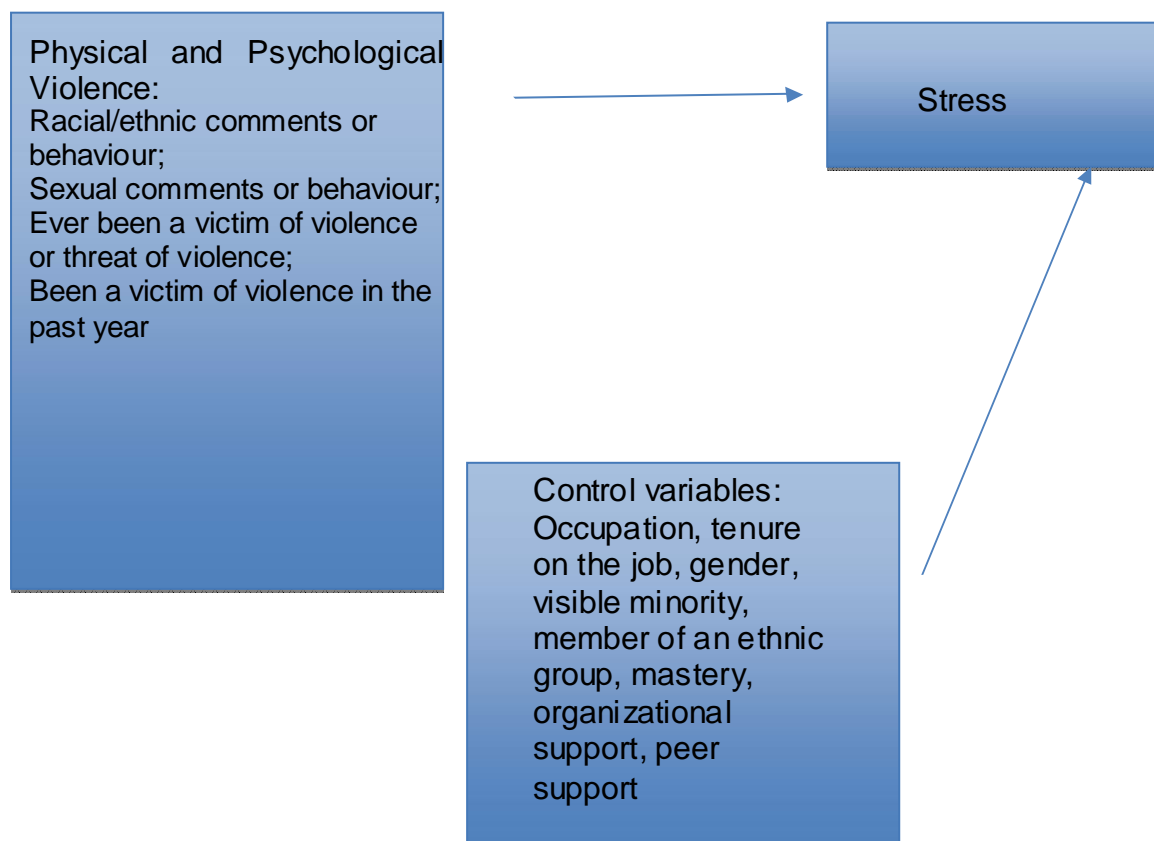 Physical and Psychological
Violence:
Racial/ethnic comments or
behaviour;
Sexual comments or behaviour;
Ever been a victim of violence
or threat of violence;
Been a victim of violence in the
past year
Stress
Control variables:
Occupation, tenure
on the job, gender,
visible minority,
member of an ethnic
group, mastery,
organizational
support, peer
support